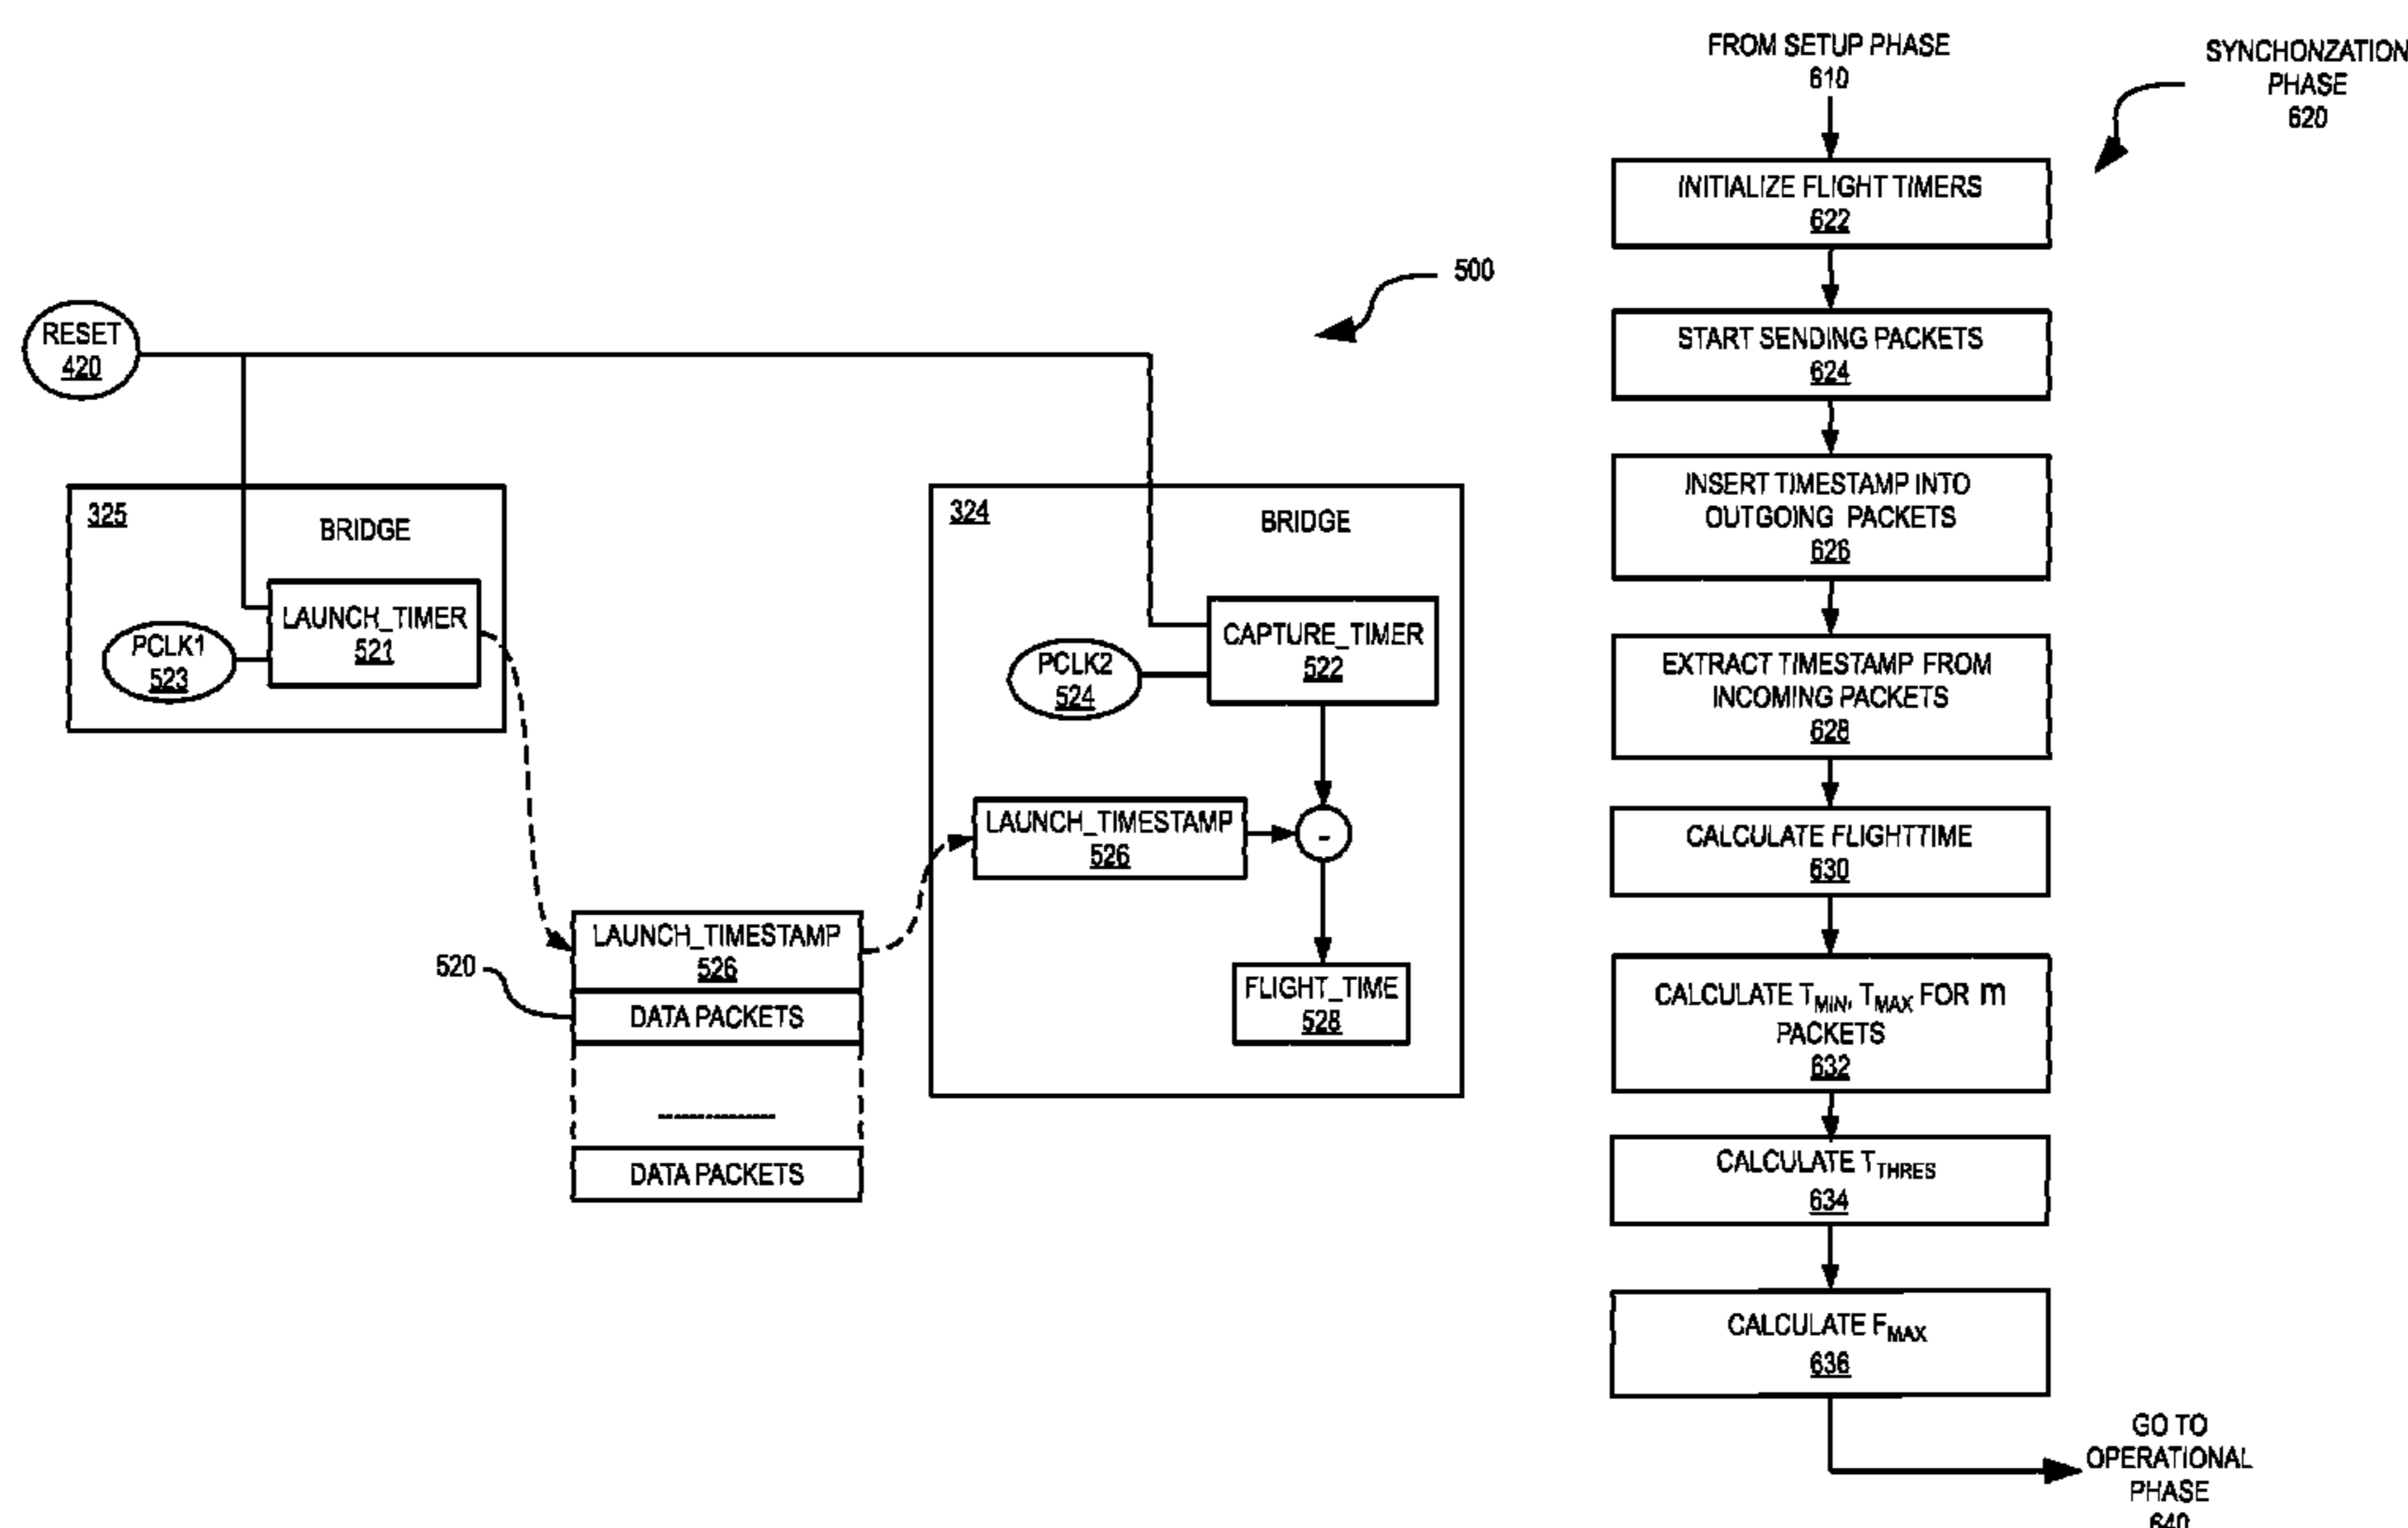 500
RESET
420
325
BRIDGE
LAUNCH_TIMER
521
PCLK1
523
324
BRIDGE
CAPTURE_TIMER
522
PCLK2
524
LAUNCH_TIMESTAMP
526
-
FLIGHT_TIME
528
520
LAUNCH_TIMESTAMP
526
DATA PACKETS
DATA PACKETS
FROM SETUP PHASE
610
SYNCHONZATION
PHASE
620
INITIALIZE FLIGHT TIMERS
622
START SENDING PACKETS
624
INSERT TIMESTAMP INTO
OUTGOING PACKETS
626
EXTRACT TIMESTAMP FROM
INCOMING PACKETS
628
CALCULATE FLIGHTTIME
630
CALCULATE TMIN, TMAX FOR m
PACKETS
632
CALCULATE TTHRES
634
CALCULATE FMAX
636
GO TO
OPERATIONAL
PHASE
640